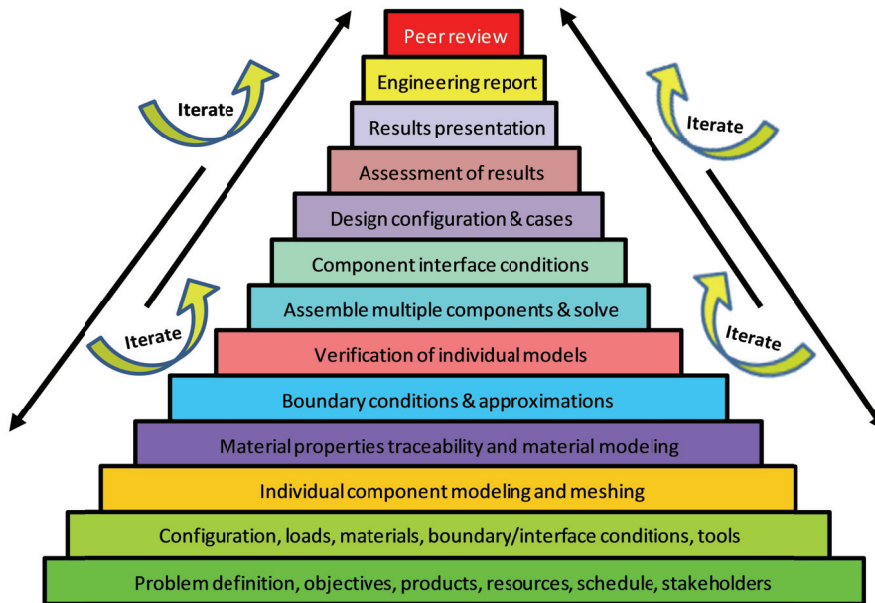 Peer review
Engineering report
Iterate
Iterate
Results presentation
Assessment of results
Design configuration & cases
Component interface conditions
Assemble multiple components & solve
Iterate
Iterate
Verification of individual models
Boundary conditions & approximations
Material properties traceability and material modeling
Individual component modeling and meshing
Configuration, loads, materials, boundary/interface conditions, tools
Problem definition, objectives, products, resources, schedule, stakeholders